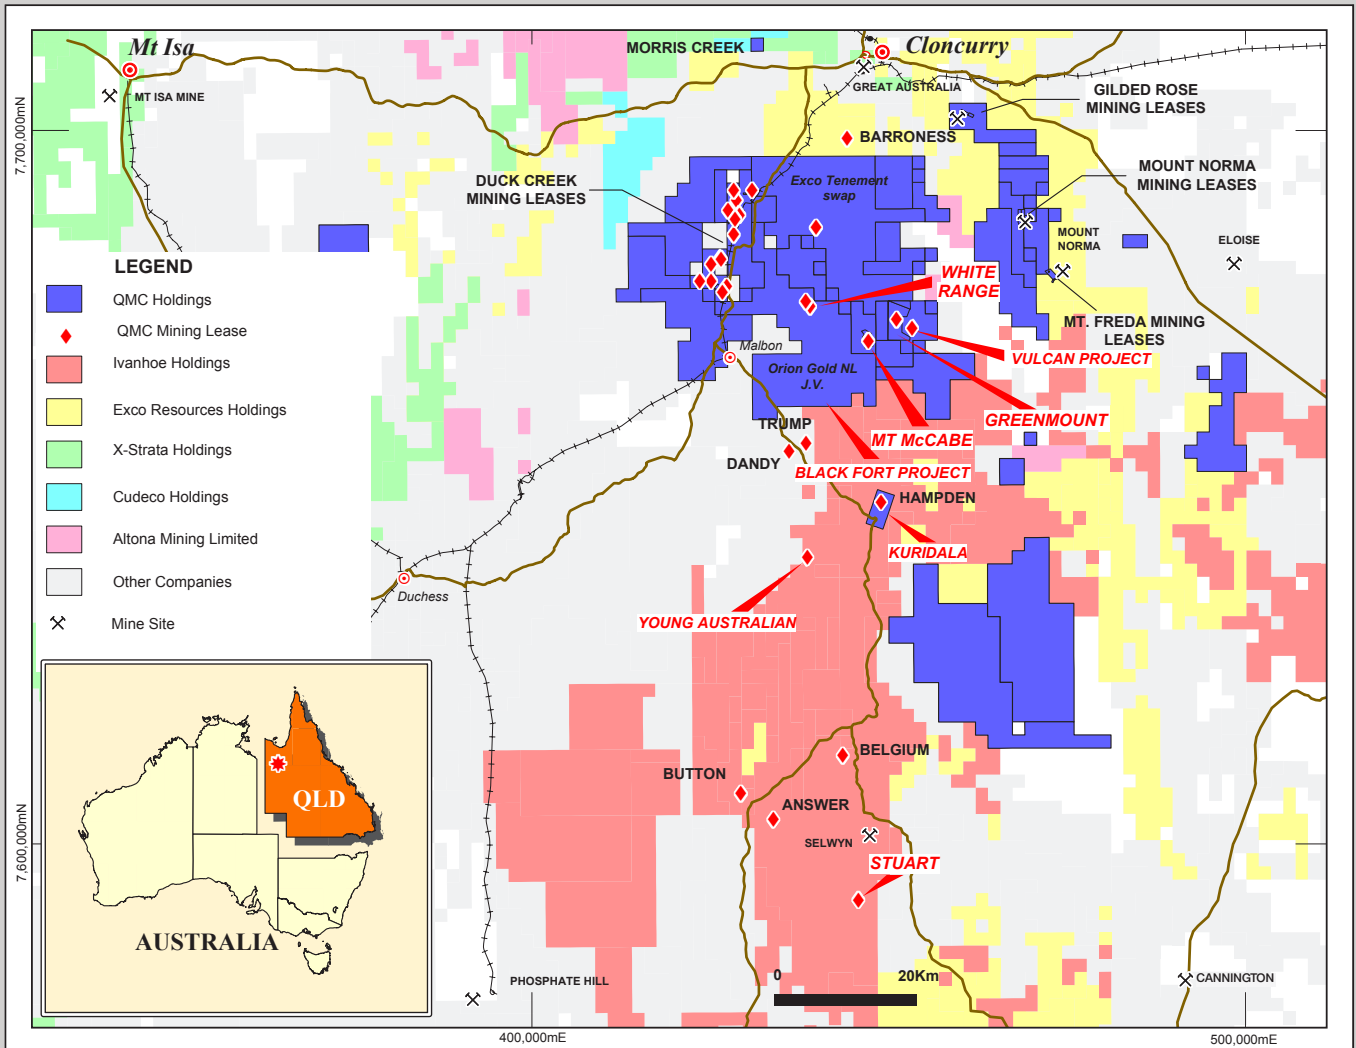 Mt Isa
Cloncurry
MORRIS CREEK
MT ISA MINE
GREAT AUSTRALIA
GILDED ROSE
MINING LEASES
7,700,000mN
BARRONESS
MOUNT NORMA
MINING LEASES
DUCK CREEK
MINING LEASES
Exco Tenement
swap
MOUNT
NORMA
ELOISE
WHITE
RANGE
MT. FREDA MINING
LEASES
VULCAN PROJECT
Malbon
Orion Gold NL
J.V.
GREENMOUNT
TRUMP
MT McCABE
DANDY
BLACK FORT PROJECT
HAMPDEN
KURIDALA
Duchess
YOUNG AUSTRALIAN
BELGIUM
BUTTON
ANSWER
SELWYN
STUART
7,600,000mN
PHOSPHATE HILL
0
20Km
CANNINGTON
400,000mE
500,000mE
LEGEND
QMC Holdings
QMC Mining Lease
Ivanhoe Holdings
Exco Resources Holdings
X-Strata Holdings
Cudeco Holdings
Altona Mining Limited
Other Companies
Mine Site
QLD
AUSTRALIA